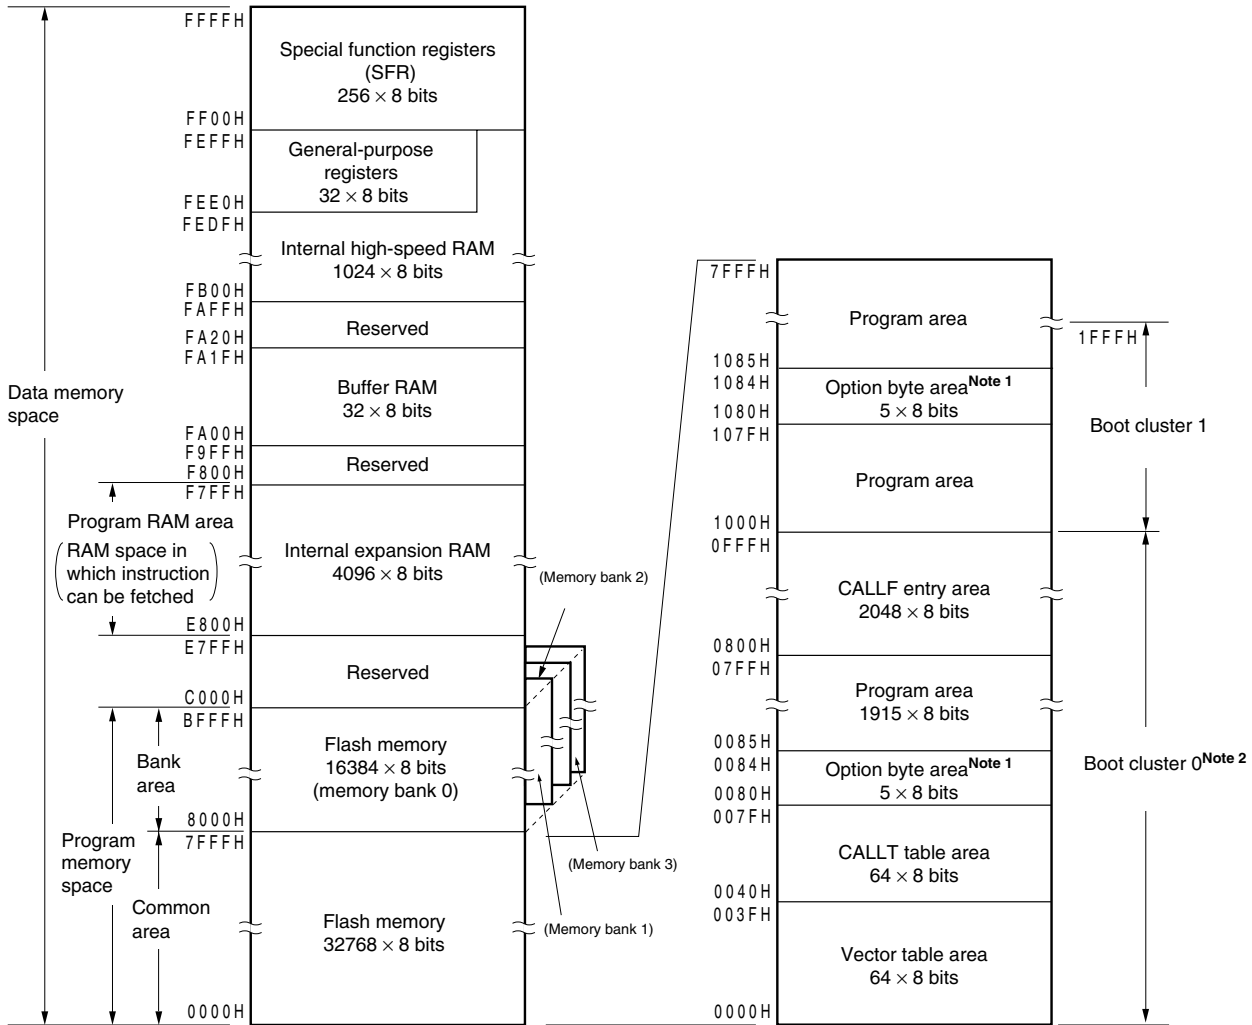 FFFFH
Special function registers
(SFR)
256 × 8 bits
FF00H
FEFFH
General-purpose
registers
32 × 8 bits
FEE0H
FEDFH
Internal high-speed RAM
1024 × 8 bits
FB00H
FAFFH
Reserved
FA20H
FA1FH
Buffer RAM
32 × 8 bits
FA00H
F9FFH
Reserved
F800H
F7FFH
Internal expansion RAM
4096 × 8 bits
E800H
E7FFH
Reserved
C000H
BFFFH
Flash memory
16384 × 8 bits
(memory bank 0)
8000H
7FFFH
Flash memory
32768 × 8 bits
0000H
Data memory
space
Program RAM area
RAM space in
which instruction
can be fetched
Bank
area
Program
memory
space
Common
area
(Memory bank 2)
(Memory bank 3)
(Memory bank 1)
7FFFH
Program area
1FFFH
1085H
1084H
Option byte area Note 1
5 × 8 bits
1080H
107FH
Boot cluster 1
Program area
1000H
0FFFH
CALLF entry area
2048 × 8 bits
0800H
07FFH
Program area
1915 × 8 bits
0085H
0084H
Option byte area Note 1
5 × 8 bits
Boot cluster 0 Note 2
0080H
007FH
CALLT table area
64 × 8 bits
0040H
003FH
Vector table area
64 × 8 bits
0000H